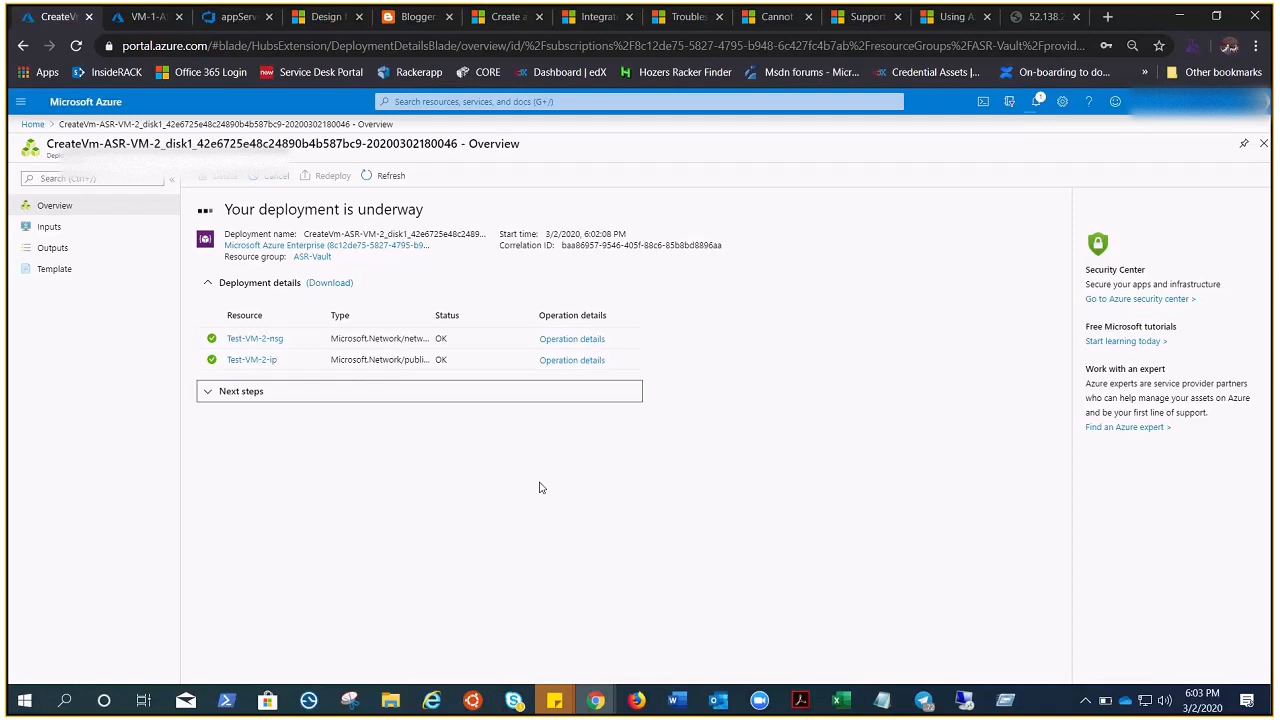 CreateVm-
VM-1-As
appServe
Design f
Blogger:
Create a
Integrat
Troubles
Cannot
Support
Using Az
52.138.2
portal.azure.com/#blade/HubsExtension/DeploymentDetailsBlade/overview/id/%2Fsubscriptions%2F8c12de75-5827-4795-b948-6c427fc4b7ab%2FresourceGroups%2FASR-Vault%2Fprovid...
Apps
InsideRACK
Office 365 Login
new
Service Desk Portal
Rackerapp
CORE
Dashboard | edX
Hozers Racker Finder
Msdn forums - Micr...
Credential Assets |...
On-boarding to do...
»
Other bookmarks
Microsoft Azure
Search resources, services, and docs (G+/)
1
Home > CreateVm-ASR-VM-2_disk1_42e6725e48c24890b4b587bc9-20200302180046 - Overview
CreateVm-ASR-VM-2_disk1_42e6725e48c24890b4b587bc9-20200302180046 - Overview
Search (Ctrl+/)
«
Delete
Cancel
Redeploy
Refresh
Overview
Inputs
Outputs
Template
Your deployment is underway
Deployment name: CreateVm-ASR-VM-2_disk1_42e6725e48c2489...
Microsoft Azure Enterprise (8c12de75-5827-4795-b9...
Resource group: ASR-Vault
Start time: 3/2/2020, 6:02:08 PM
Correlation ID: baa86957-9546-405f-88c6-85b8bd8896aa
Deployment details (Download)
Resource Type Status Operation details
Test-VM-2-nsg Microsoft.Network/netw... OK Operation details
Test-VM-2-ip Microsoft.Network/publi... OK Operation details
Next steps
Security Center
Secure your apps and infrastructure
Go to Azure security center >
Free Microsoft tutorials
Start learning today >
Work with an expert
Azure experts are service provider partners
who can help manage your assets on Azure
and be your first line of support.
Find an Azure expert >
6:03 PM
3/2/2020